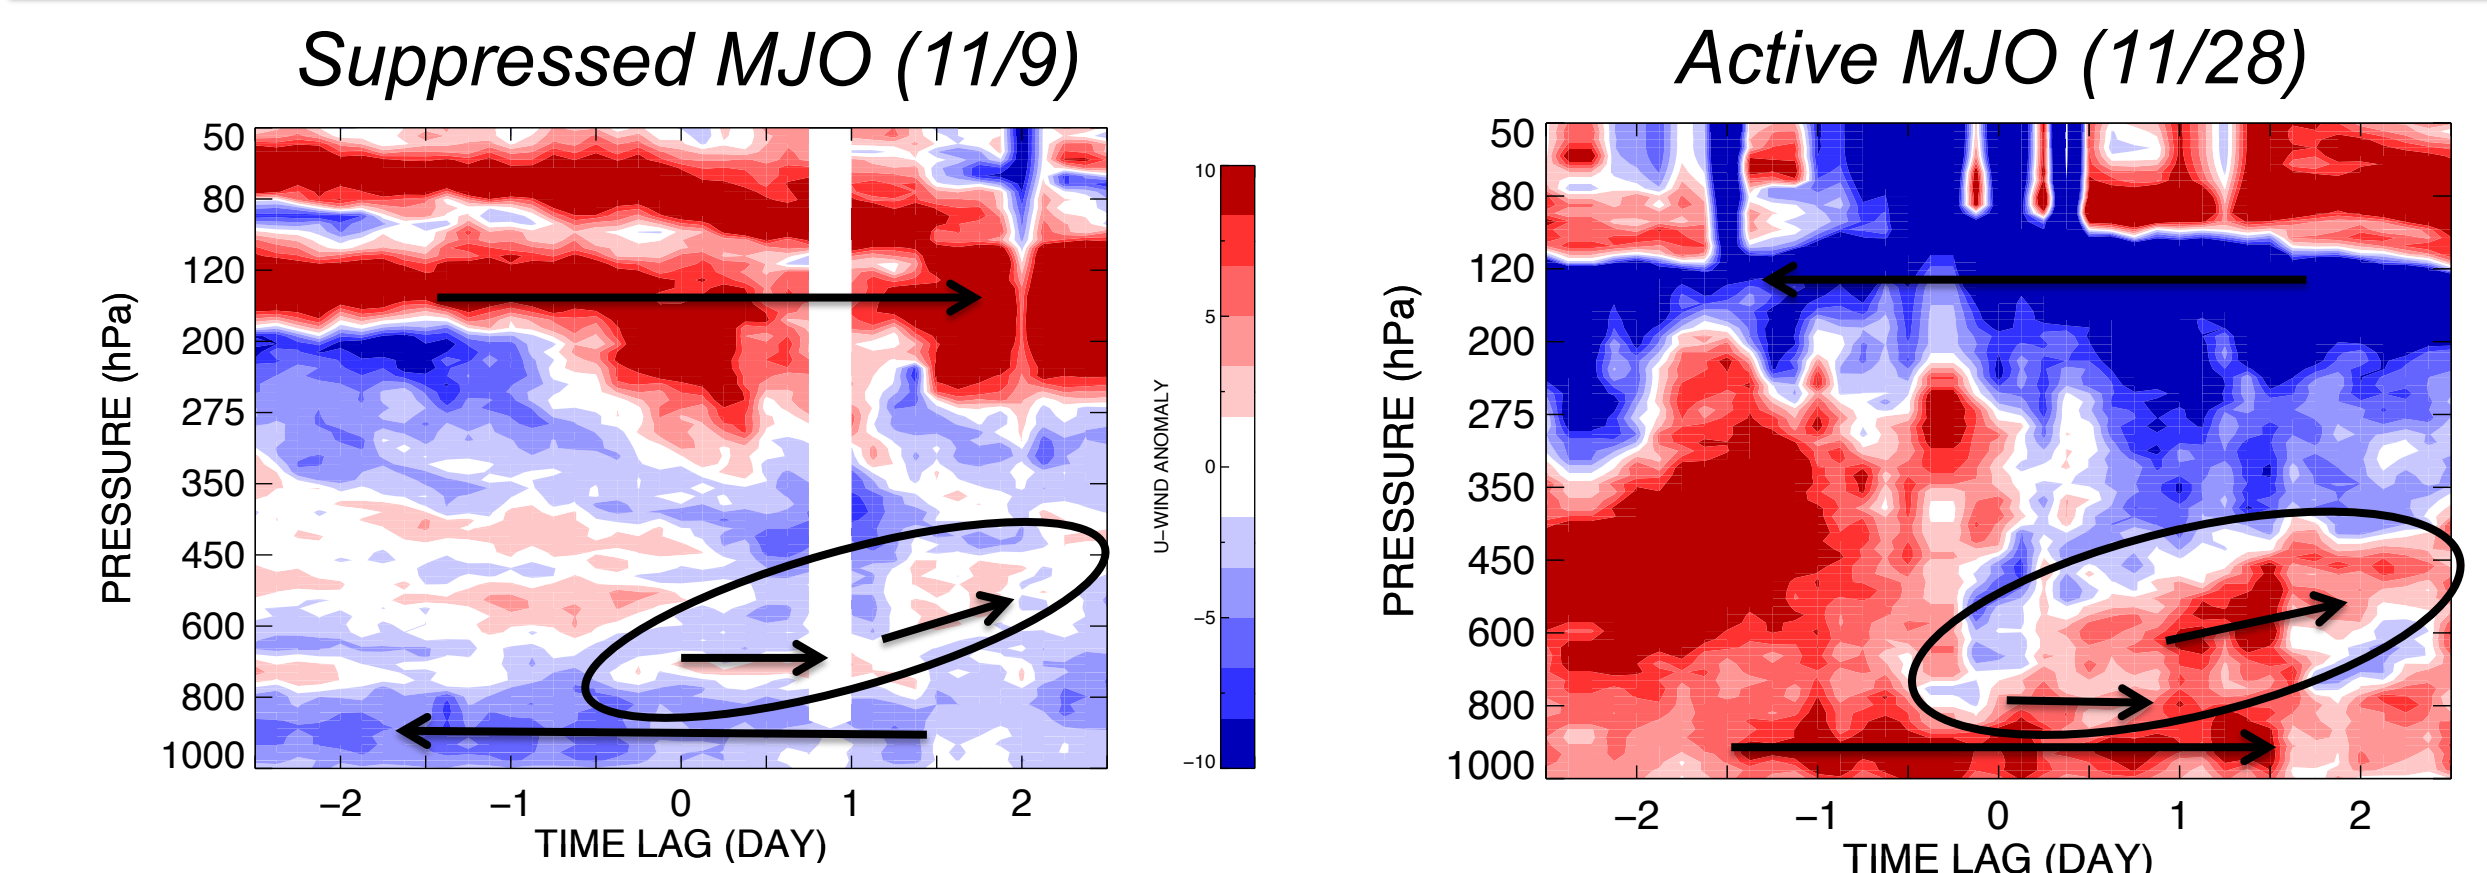 Suppressed MJO (11/9)
50
80
120
200
275
350
450
600
800
1000
PRESSURE (hPa)
−2 −1 0 1 2
TIME LAG (DAY)
10
5
0
−5
−10
U−WIND ANOMALY
Active MJO (11/28)
50
80
120
200
275
350
450
600
800
1000
PRESSURE (hPa)
−2 −1 0 1 2
TIME LAG (DAY)